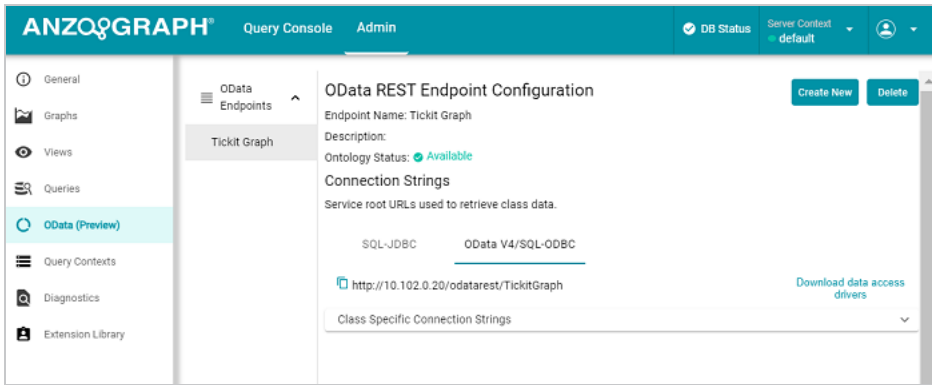 ANZOGRAPH®
Query Console
Admin
DB Status
Server Context
default
General
Graphs
Views
Queries
OData (Preview)
Query Contexts
Diagnostics
Extension Library
OData
Endpoints
Tickit Graph
OData REST Endpoint Configuration
Create New
Delete
Endpoint Name: Tickit Graph
Description:
Ontology Status: Available
Connection Strings
Service root URLs used to retrieve class data.
SQL-JDBC
OData V4/SQL-ODBC
http://10.102.0.20/odatarest/TickitGraph
Download data access
drivers
Class Specific Connection Strings